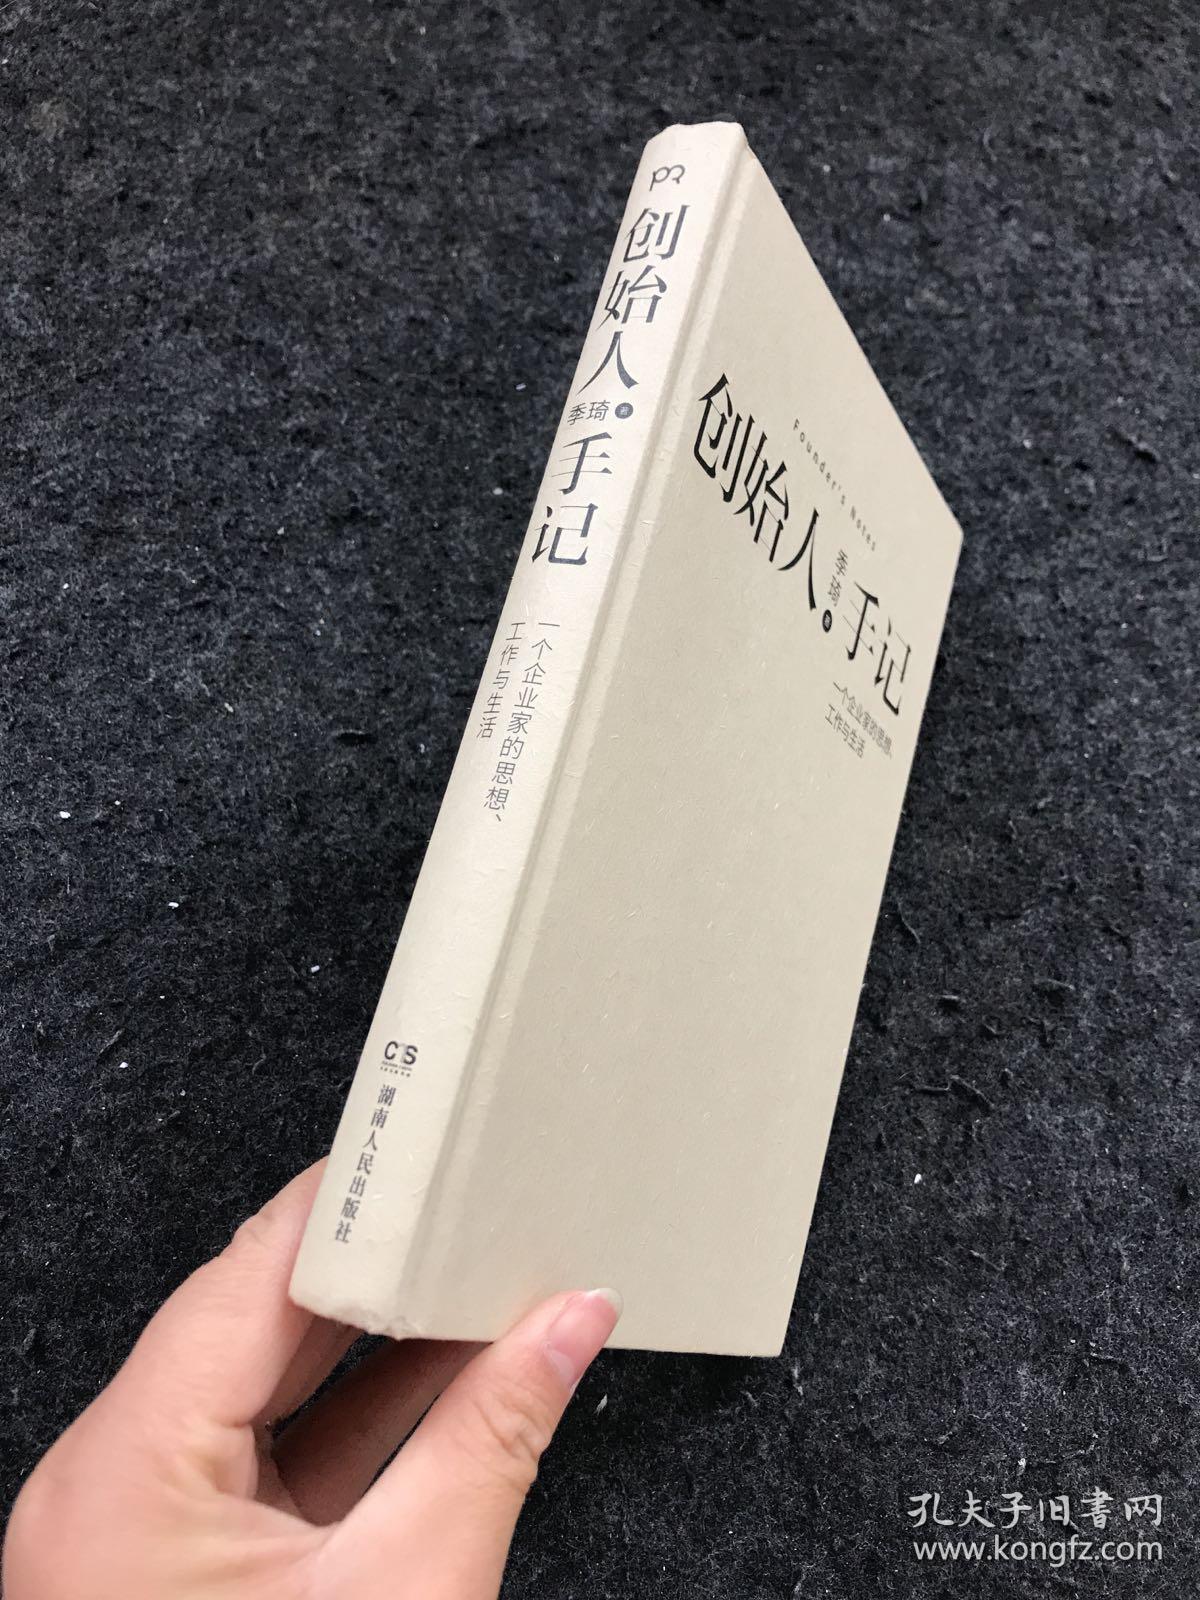 创始人
季琦 著
手记
一个企业家的思想、
工作与生活
CTS
湖南人民出版社
Founder's Notes
创始人
季琦 著
手记
一个企业家的思想、
工作与生活
孔夫子旧書网
www.kongfz.com